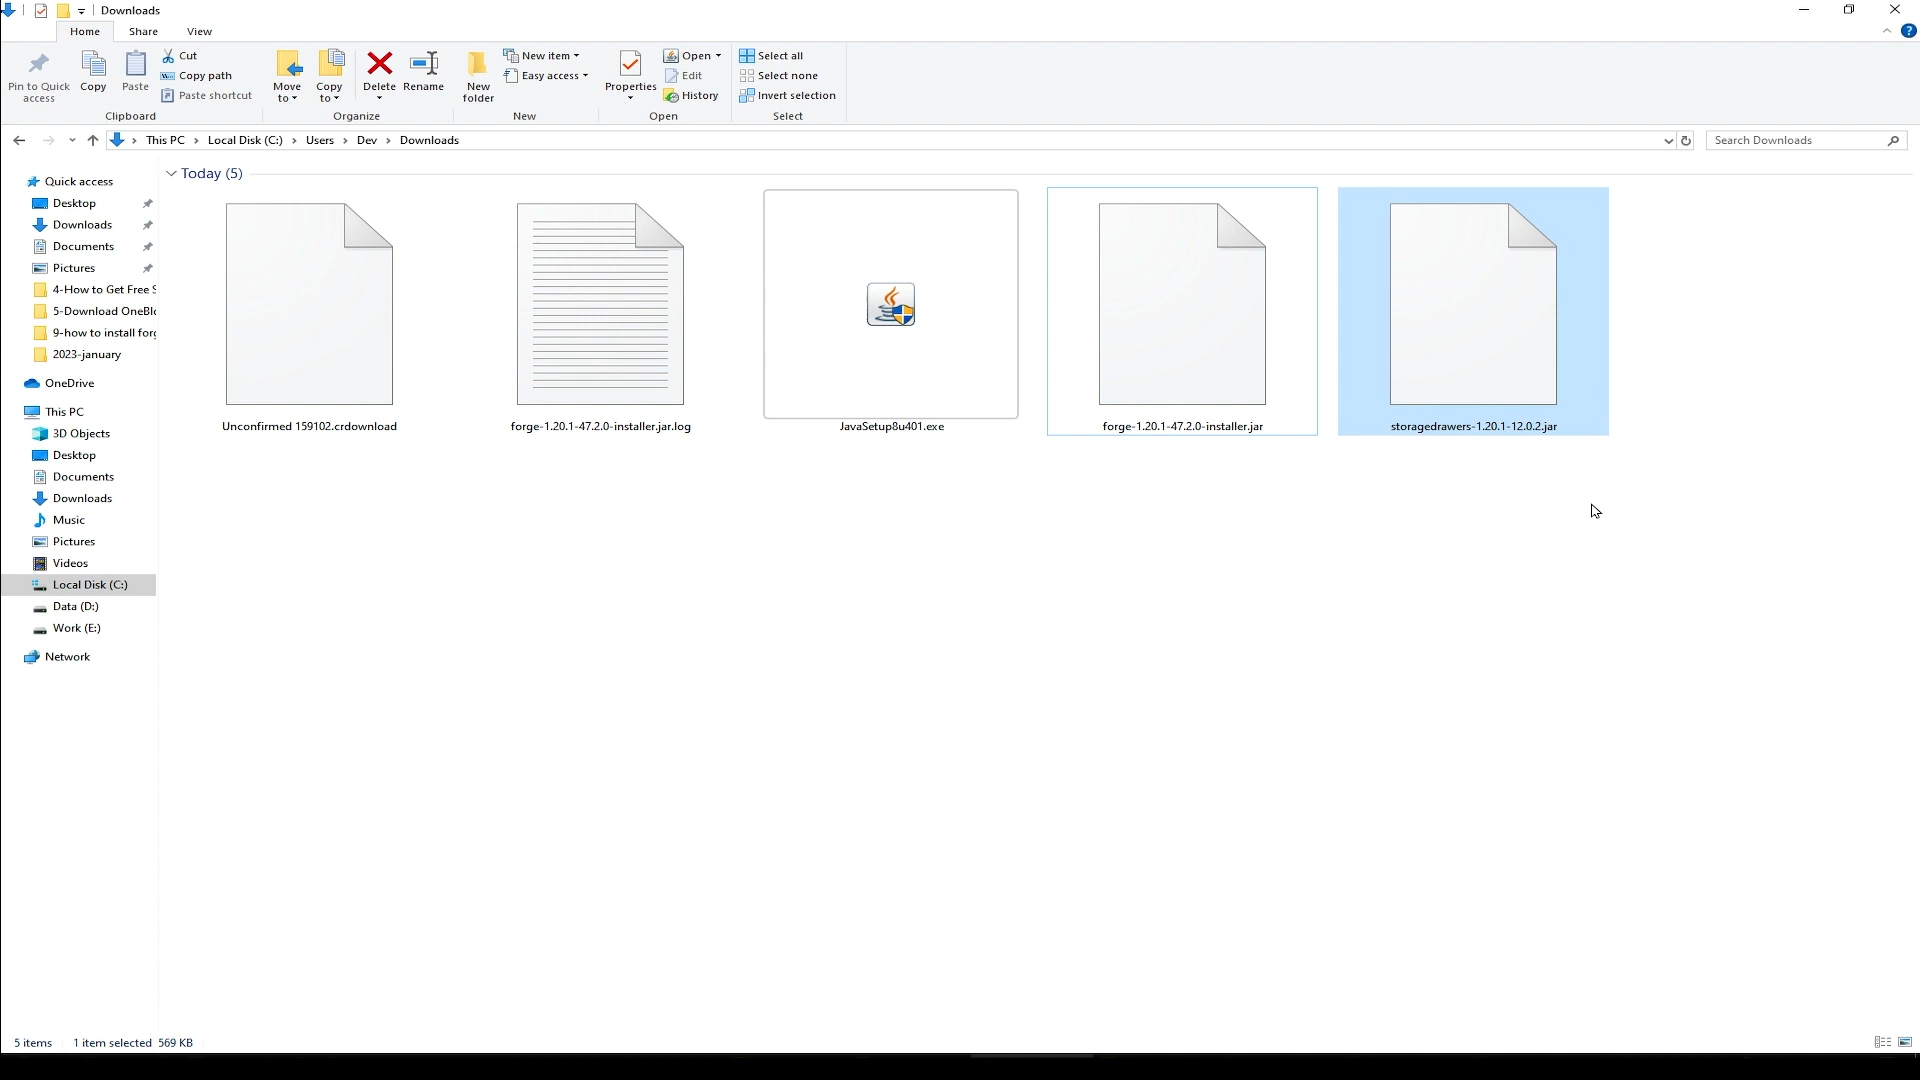 Downloads
Home Share View
Pin to Quick access
Copy
Paste
Cut
Copy path
Paste shortcut
Clipboard
Move to
Copy to
Delete
Rename
Organize
New folder
New item
Easy access
New
Properties
Open
Edit
History
Open
Select all
Select none
Invert selection
Select
This PC Local Disk (C:) Users Dev Downloads
Search Downloads
Quick access
Desktop
Downloads
Documents
Pictures
4-How to Get Free S
5-Download OneBlo
9-how to install forg
2023-january
OneDrive
This PC
3D Objects
Desktop
Documents
Downloads
Music
Pictures
Videos
Local Disk (C:)
Data (D:)
Work (E:)
Network
Today (5)
Unconfirmed 159102.crdownload
forge-1.20.1-47.2.0-installer.jar.log
JavaSetup8u401.exe
forge-1.20.1-47.2.0-installer.jar
storagedrawers-1.20.1-12.0.2.jar
5 items 1 item selected 569 KB